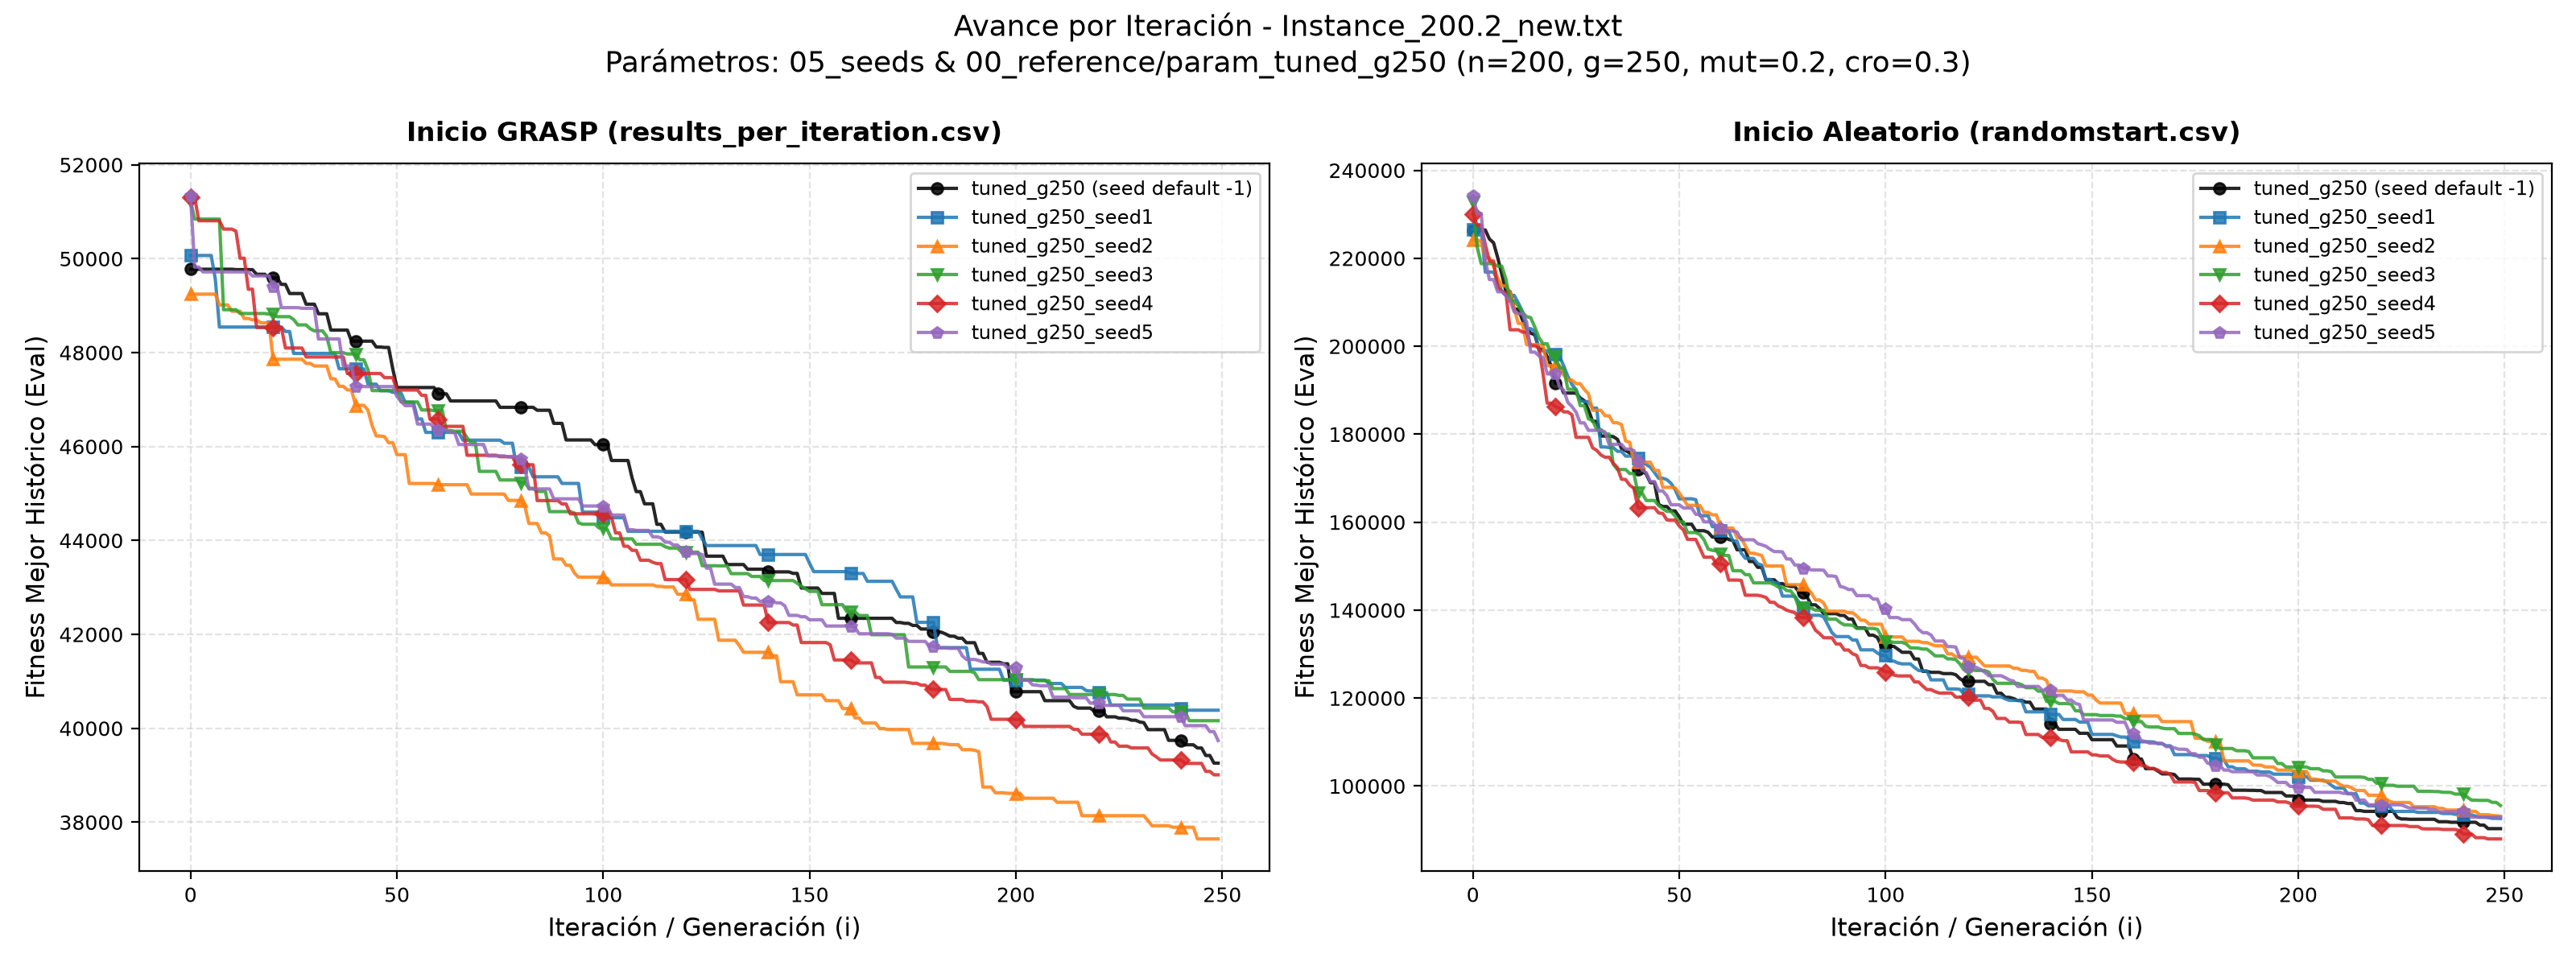 Avance por Iteración - Instance_200.2_new.txt
Parámetros: 05_seeds & 00_reference/param_tuned_g250 (n=200, g=250, mut=0.2, cro=0.3)
Inicio GRASP (results_per_iteration.csv)
Fitness Mejor Histórico (Eval)
52000
50000
48000
46000
44000
42000
40000
38000
tuned_g250 (seed default -1)
tuned_g250_seed1
tuned_g250_seed2
tuned_g250_seed3
tuned_g250_seed4
tuned_g250_seed5
0
50
100
150
200
250
Iteración / Generación (i)
Inicio Aleatorio (randomstart.csv)
Fitness Mejor Histórico (Eval)
240000
220000
200000
180000
160000
140000
120000
100000
tuned_g250 (seed default -1)
tuned_g250_seed1
tuned_g250_seed2
tuned_g250_seed3
tuned_g250_seed4
tuned_g250_seed5
0
50
100
150
200
250
Iteración / Generación (i)